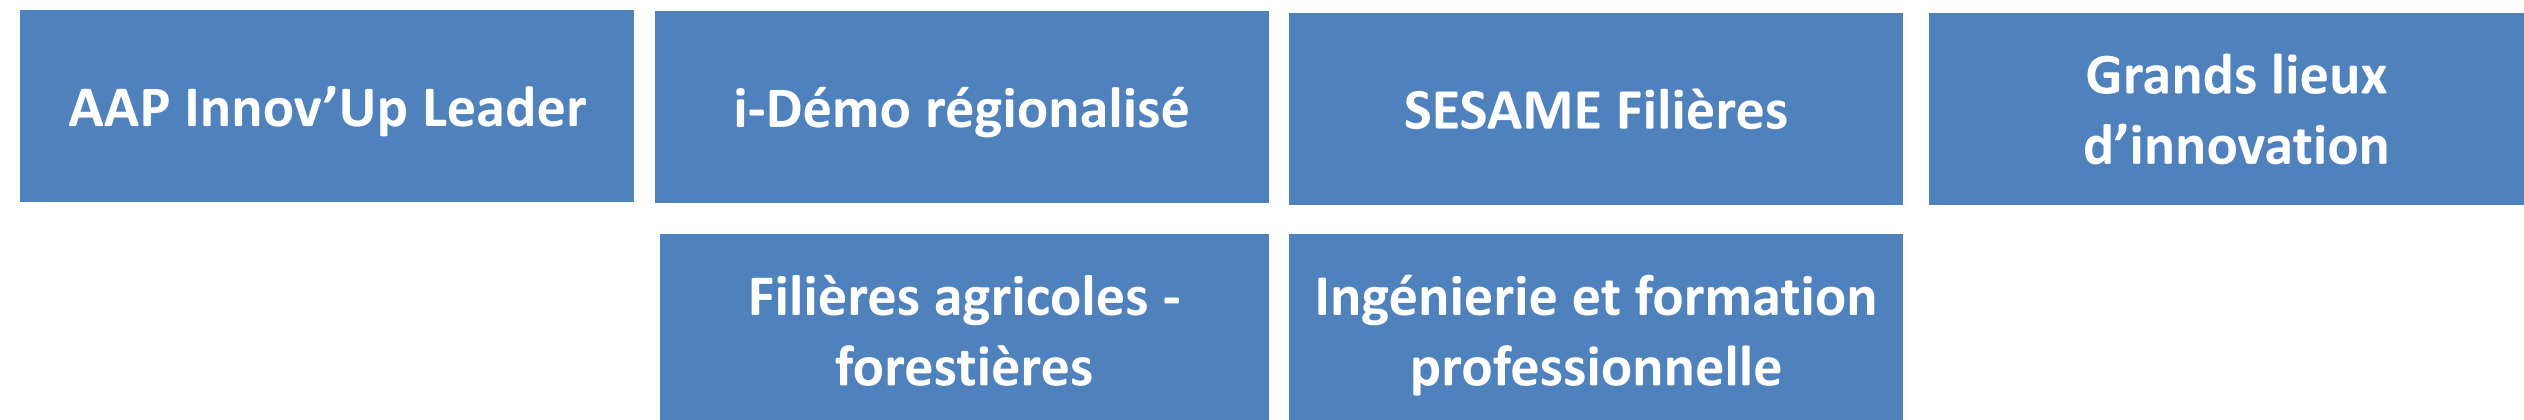 AAP Innov’Up Leader
i-Démo régionalisé
SESAME Filières
Grands lieux
d’innovation
Filières agricoles -
forestières
Ingénierie et formation
professionnelle